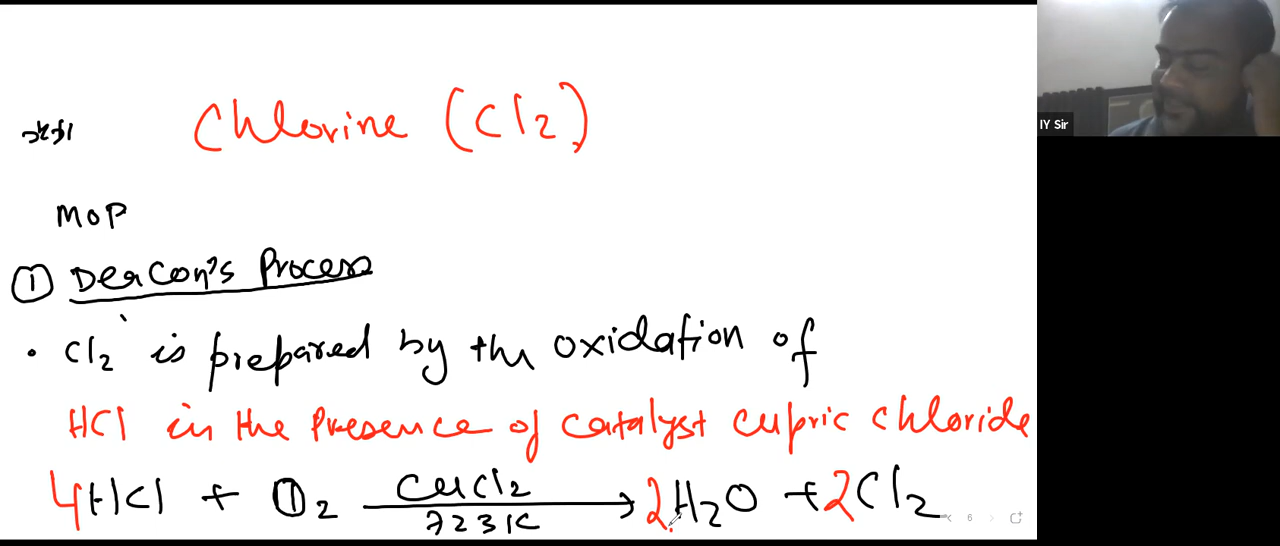 Chlorine (Cl2)
IY Sir
MOP
① Deacon's Process
• Cl2 is prepared by the oxidation of
HCl in the Presence of catalyst cupric chloride
4HCl + O2 CuCl2 723K → 2H2O + 2Cl2
6